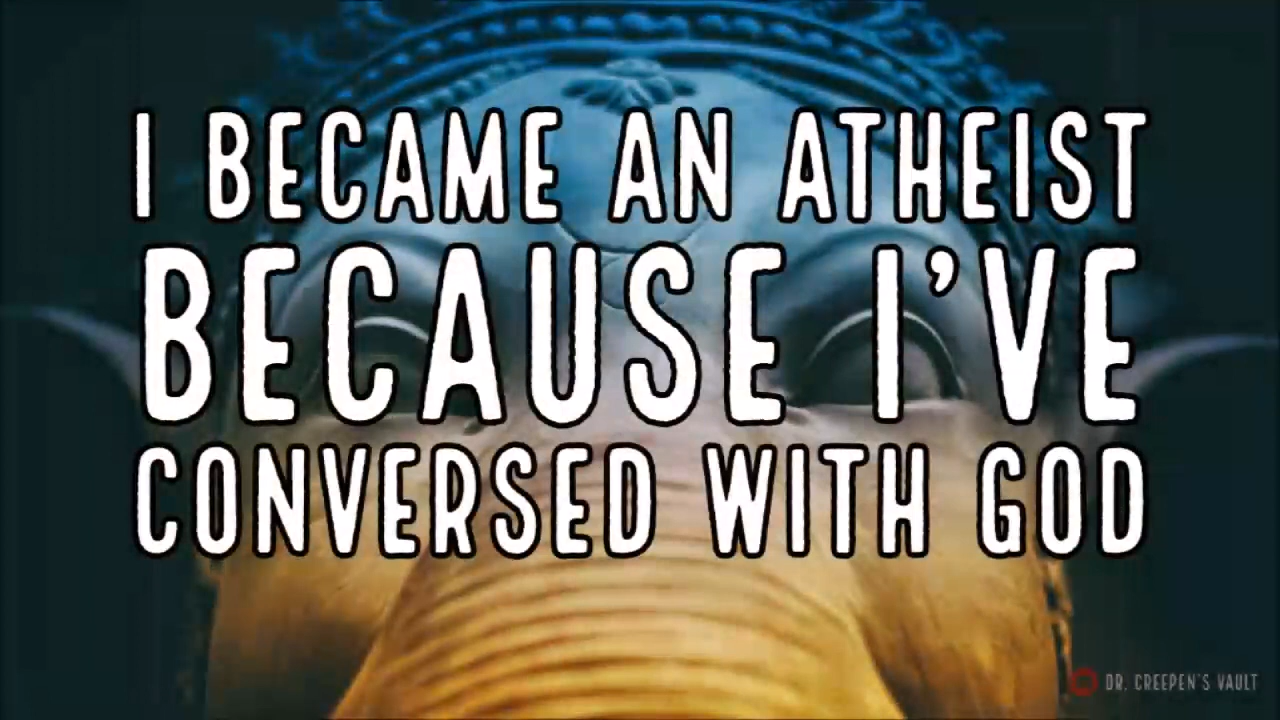 I BECAME AN ATHEIST
BECAUSE I'VE
CONVERSED WITH GOD
DR. CREEPEN'S VAULT